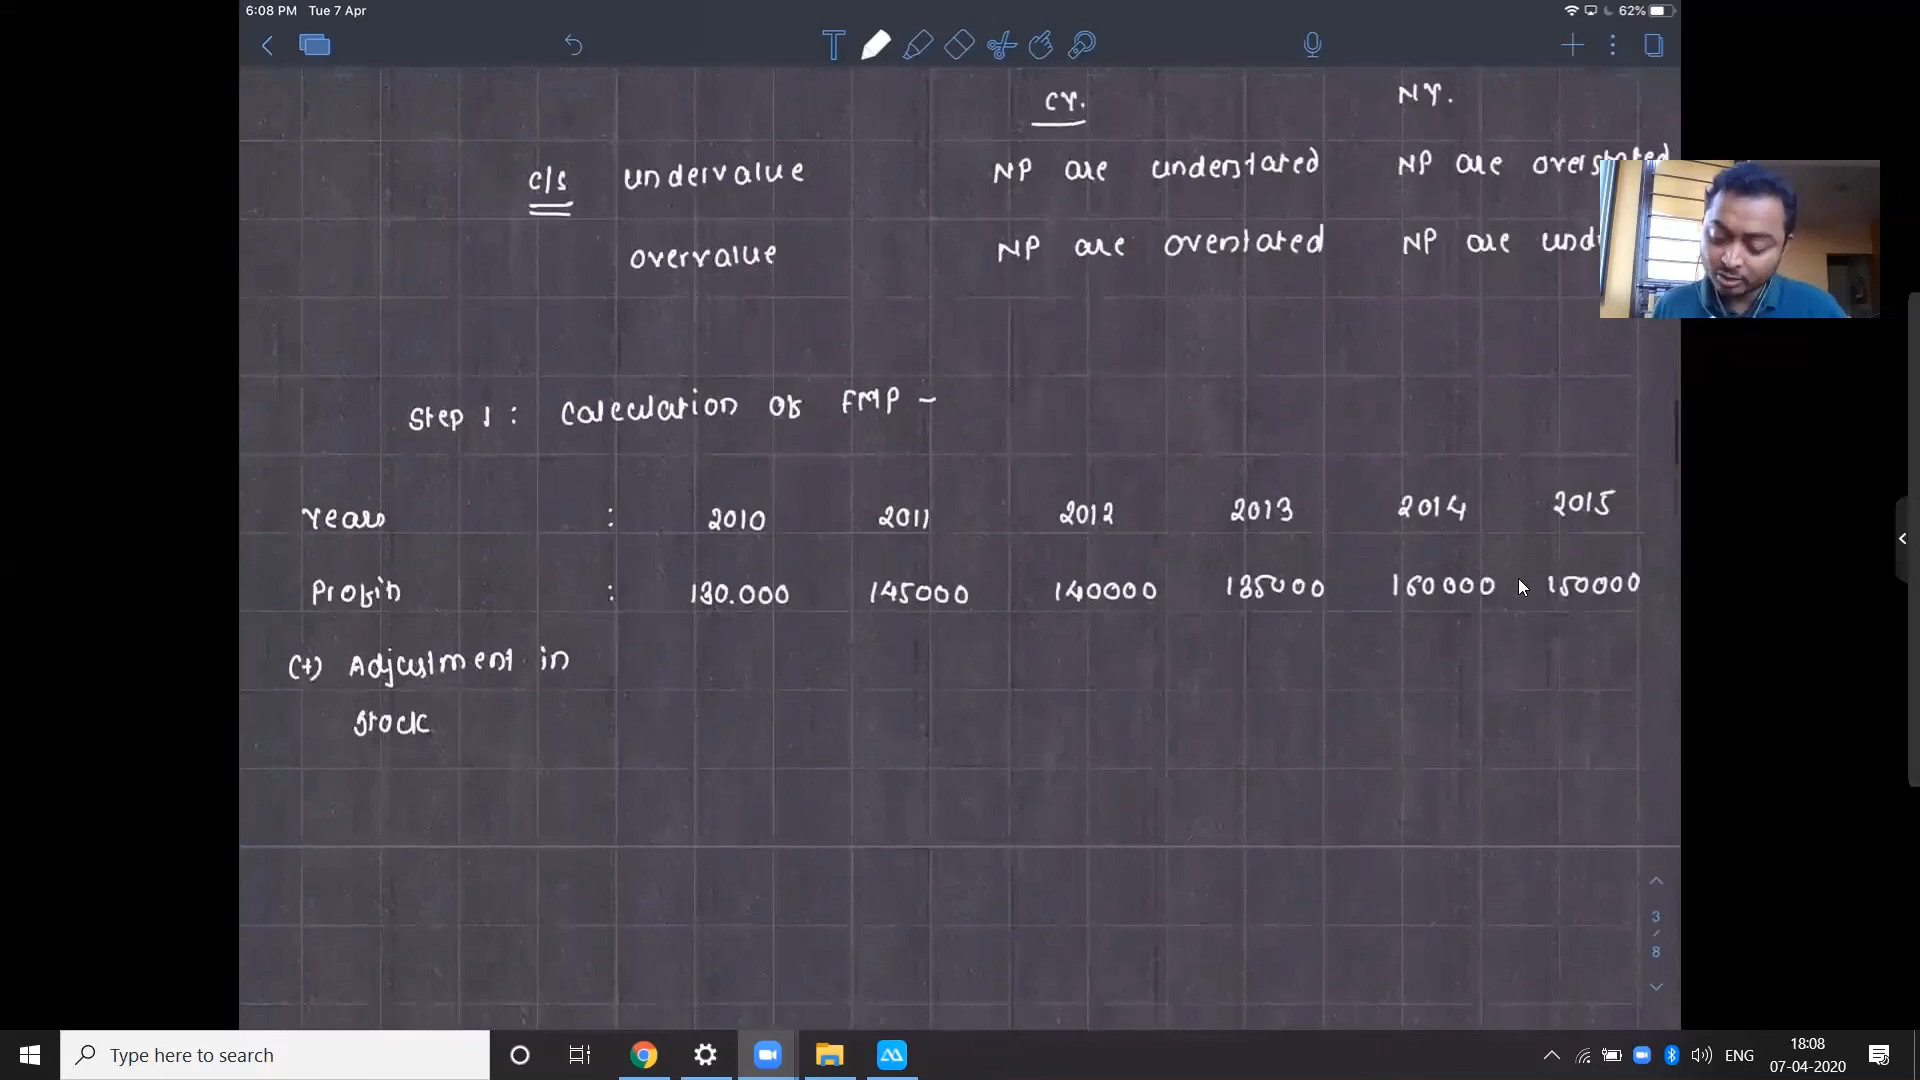 6:08 PM Tue 7 Apr 62%
T
CY. NY.
c/s undervalue NP are understated NP are overstated
overvalue NP are overstated NP are und
Step 1 : Calculation of FMP -
Years : 2010 2011 2012 2013 2014 2015
Profit : 130.000 145000 140000 135000 160000 150000
(+) Adjustment in
Stock
3
/
8
Type here to search
ENG
18:08
07-04-2020